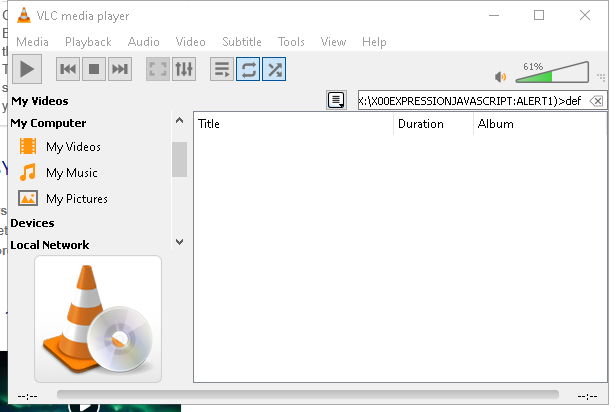 VLC media player
Media Playback Audio Video Subtitle Tools View Help
61%
My Videos
X:\X00EXPRESSIONJAVASCRIPT:ALERT1)>def
My Computer
Title Duration Album
My Videos
My Music
My Pictures
Devices
Local Network
--:-- --:--